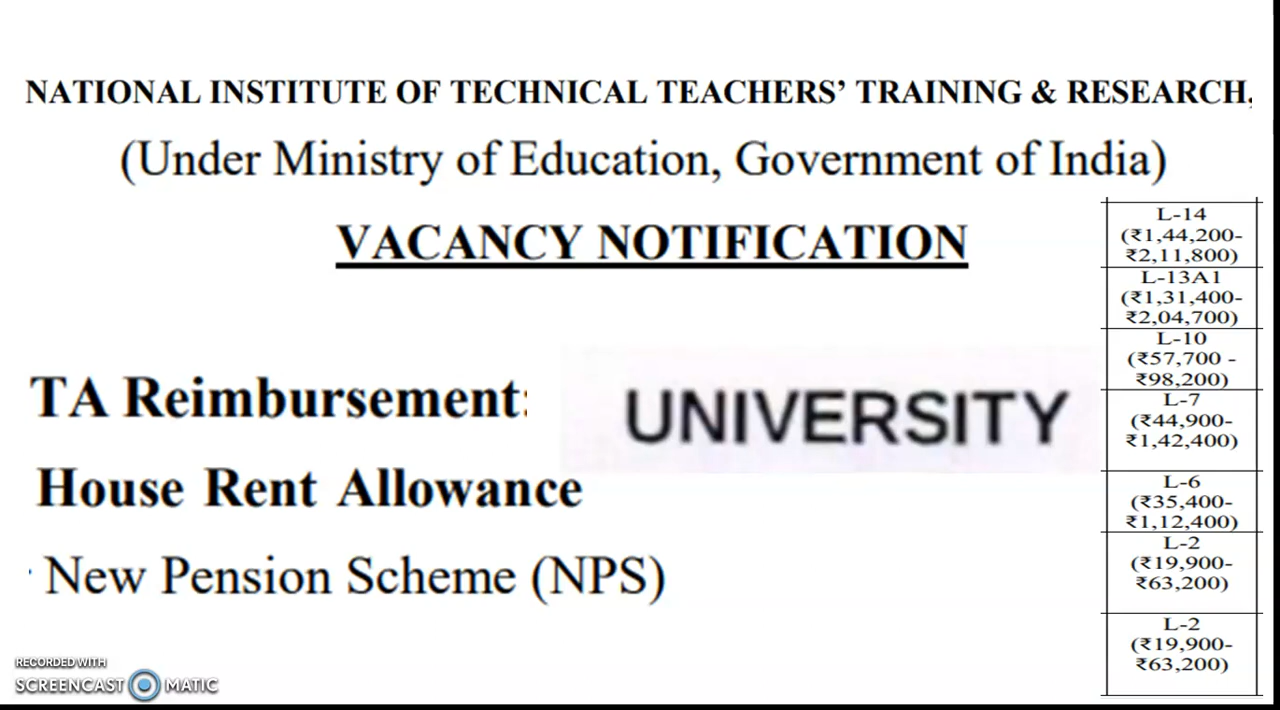 NATIONAL INSTITUTE OF TECHNICAL TEACHERS’ TRAINING & RESEARCH,
(Under Ministry of Education, Government of India)
VACANCY NOTIFICATION
TA Reimbursement:
UNIVERSITY
House Rent Allowance
New Pension Scheme (NPS)
L-14
(₹1,44,200-
₹2,11,800)
L-13A1
(₹1,31,400-
₹2,04,700)
L-10
(₹57,700 -
₹98,200)
L-7
(₹44,900-
₹1,42,400)
L-6
(₹35,400-
₹1,12,400)
L-2
(₹19,900-
₹63,200)
L-2
(₹19,900-
₹63,200)
RECORDED WITH
SCREENCAST MATIC